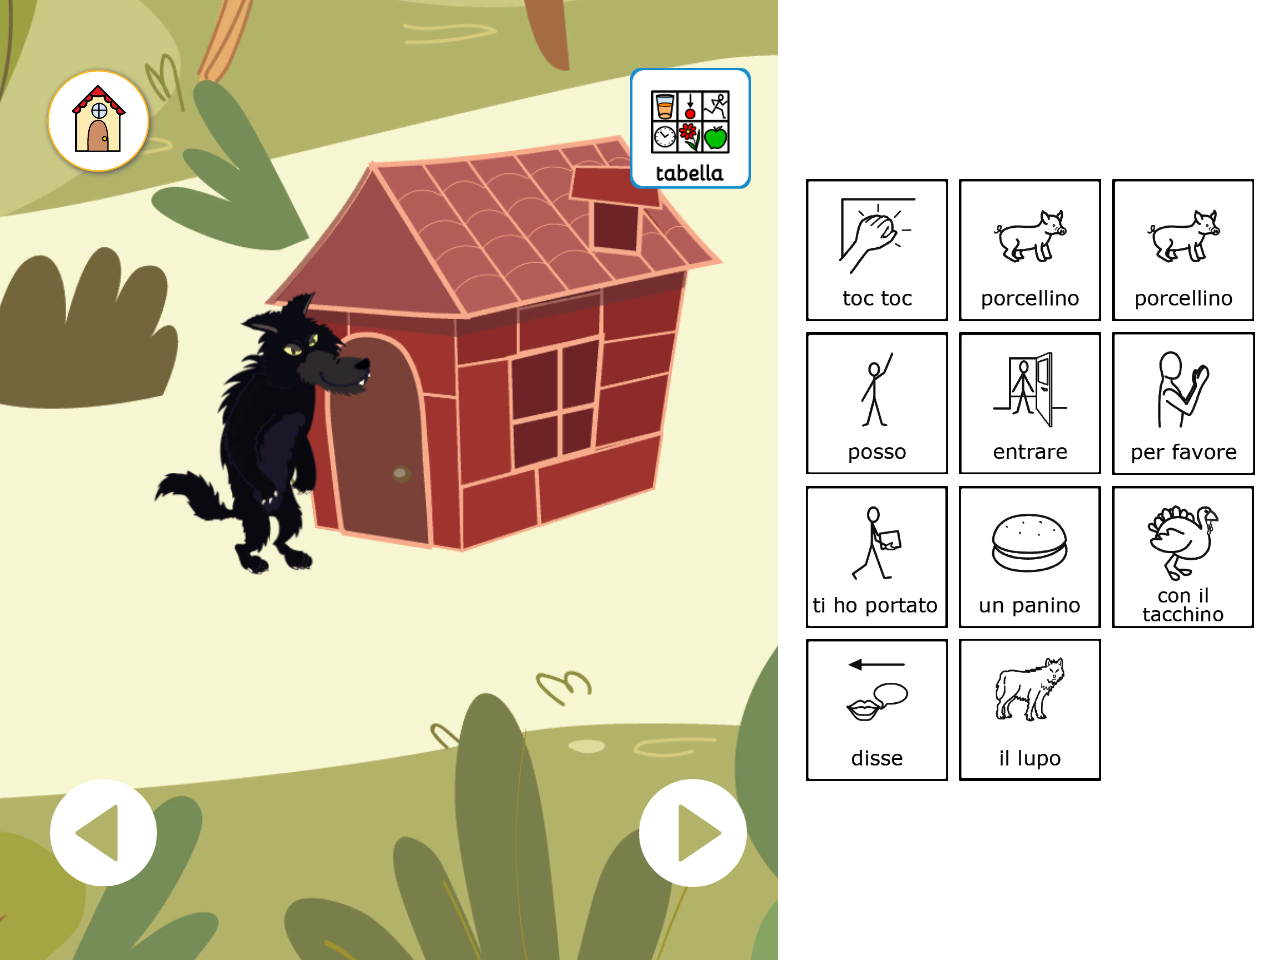 tabella
toc toc
porcellino
porcellino
posso
entrare
per favore
ti ho portato
un panino
con il
tacchino
disse
il lupo